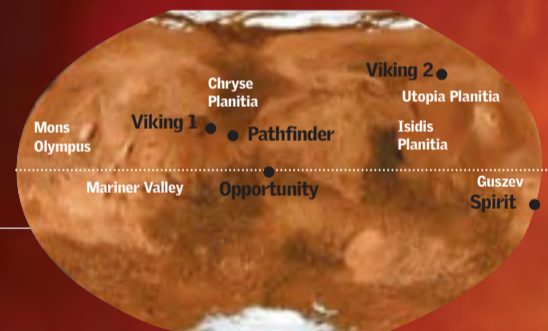 Viking 2
Chryse
Planitia
Utopia Planitia
Viking 1
Pathfinder
Mons
Olympus
Isidis
Planitia
Mariner Valley
Opportunity
Guszev
Spirit